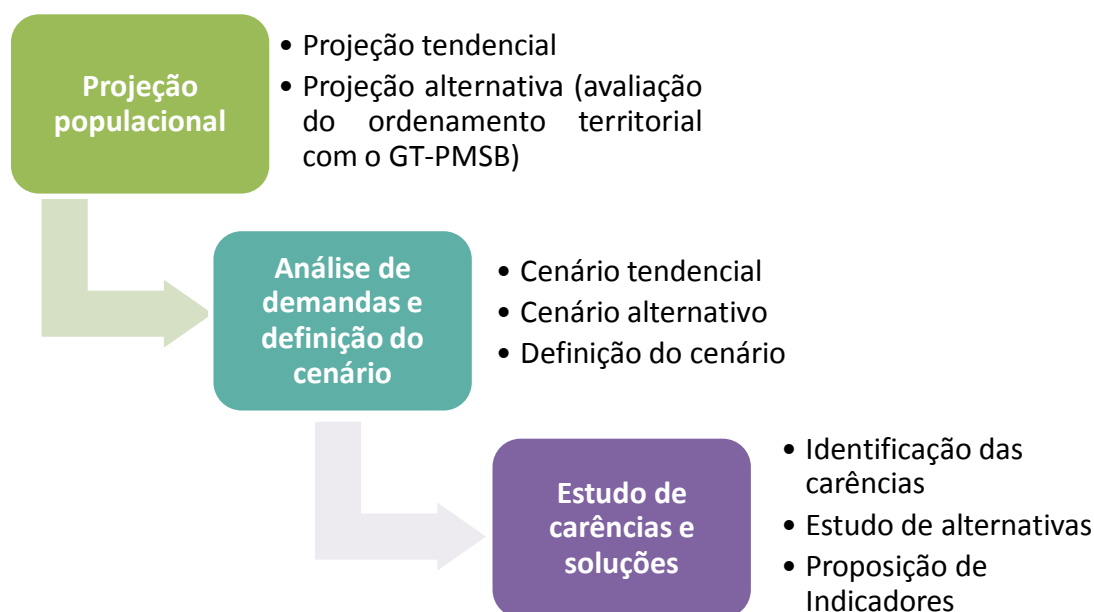 Projeção
populacional
• Projeção tendencial
• Projeção alternativa (avaliação
do ordenamento territorial
com o GT-PMSB)
Análise de
demandas e
definição do
cenário
• Cenário tendencial
• Cenário alternativo
• Definição do cenário
Estudo de
carências e
soluções
• Identificação das
carências
• Estudo de alternativas
• Proposição de
Indicadores